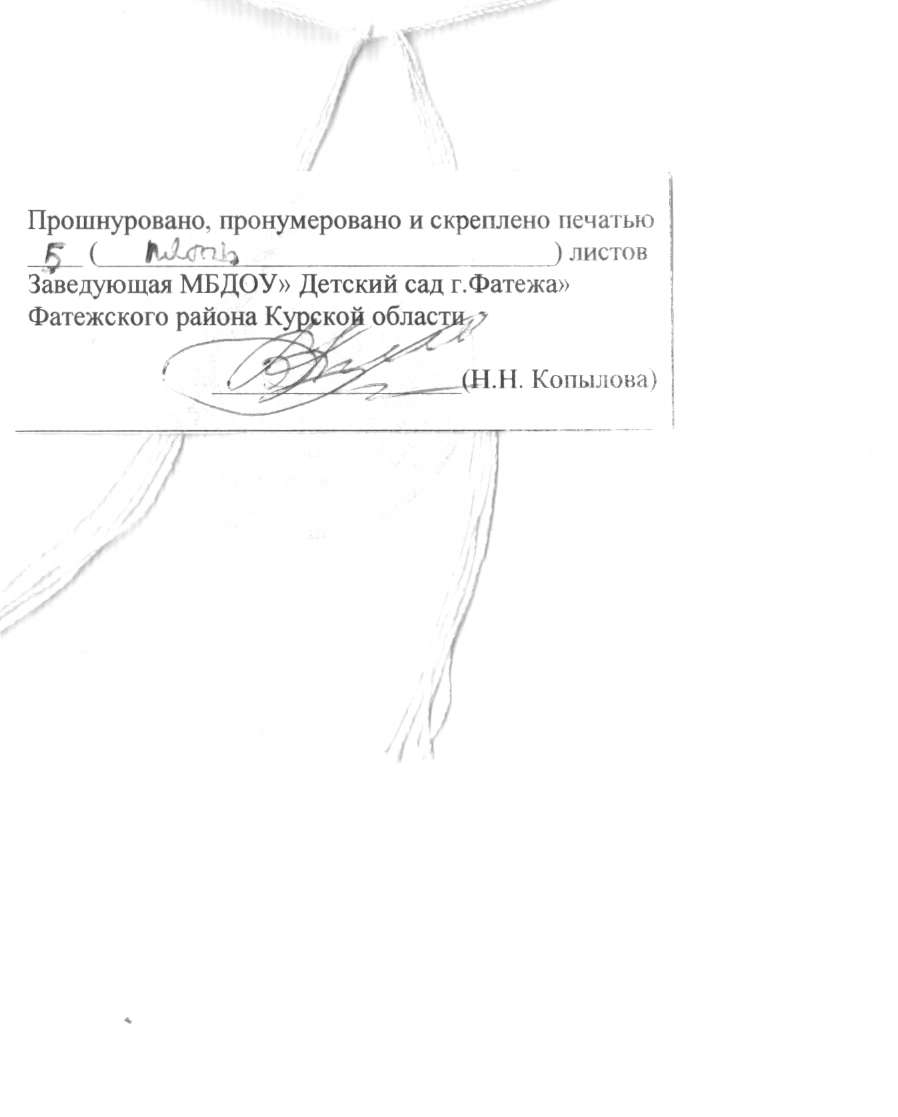 Прошнуровано, пронумеровано и скреплено печатью
5 ( пять ) листов
Заведующая МБДОУ» Детский сад г.Фатежа»
Фатежского района Курской области
(Н.Н. Копылова)